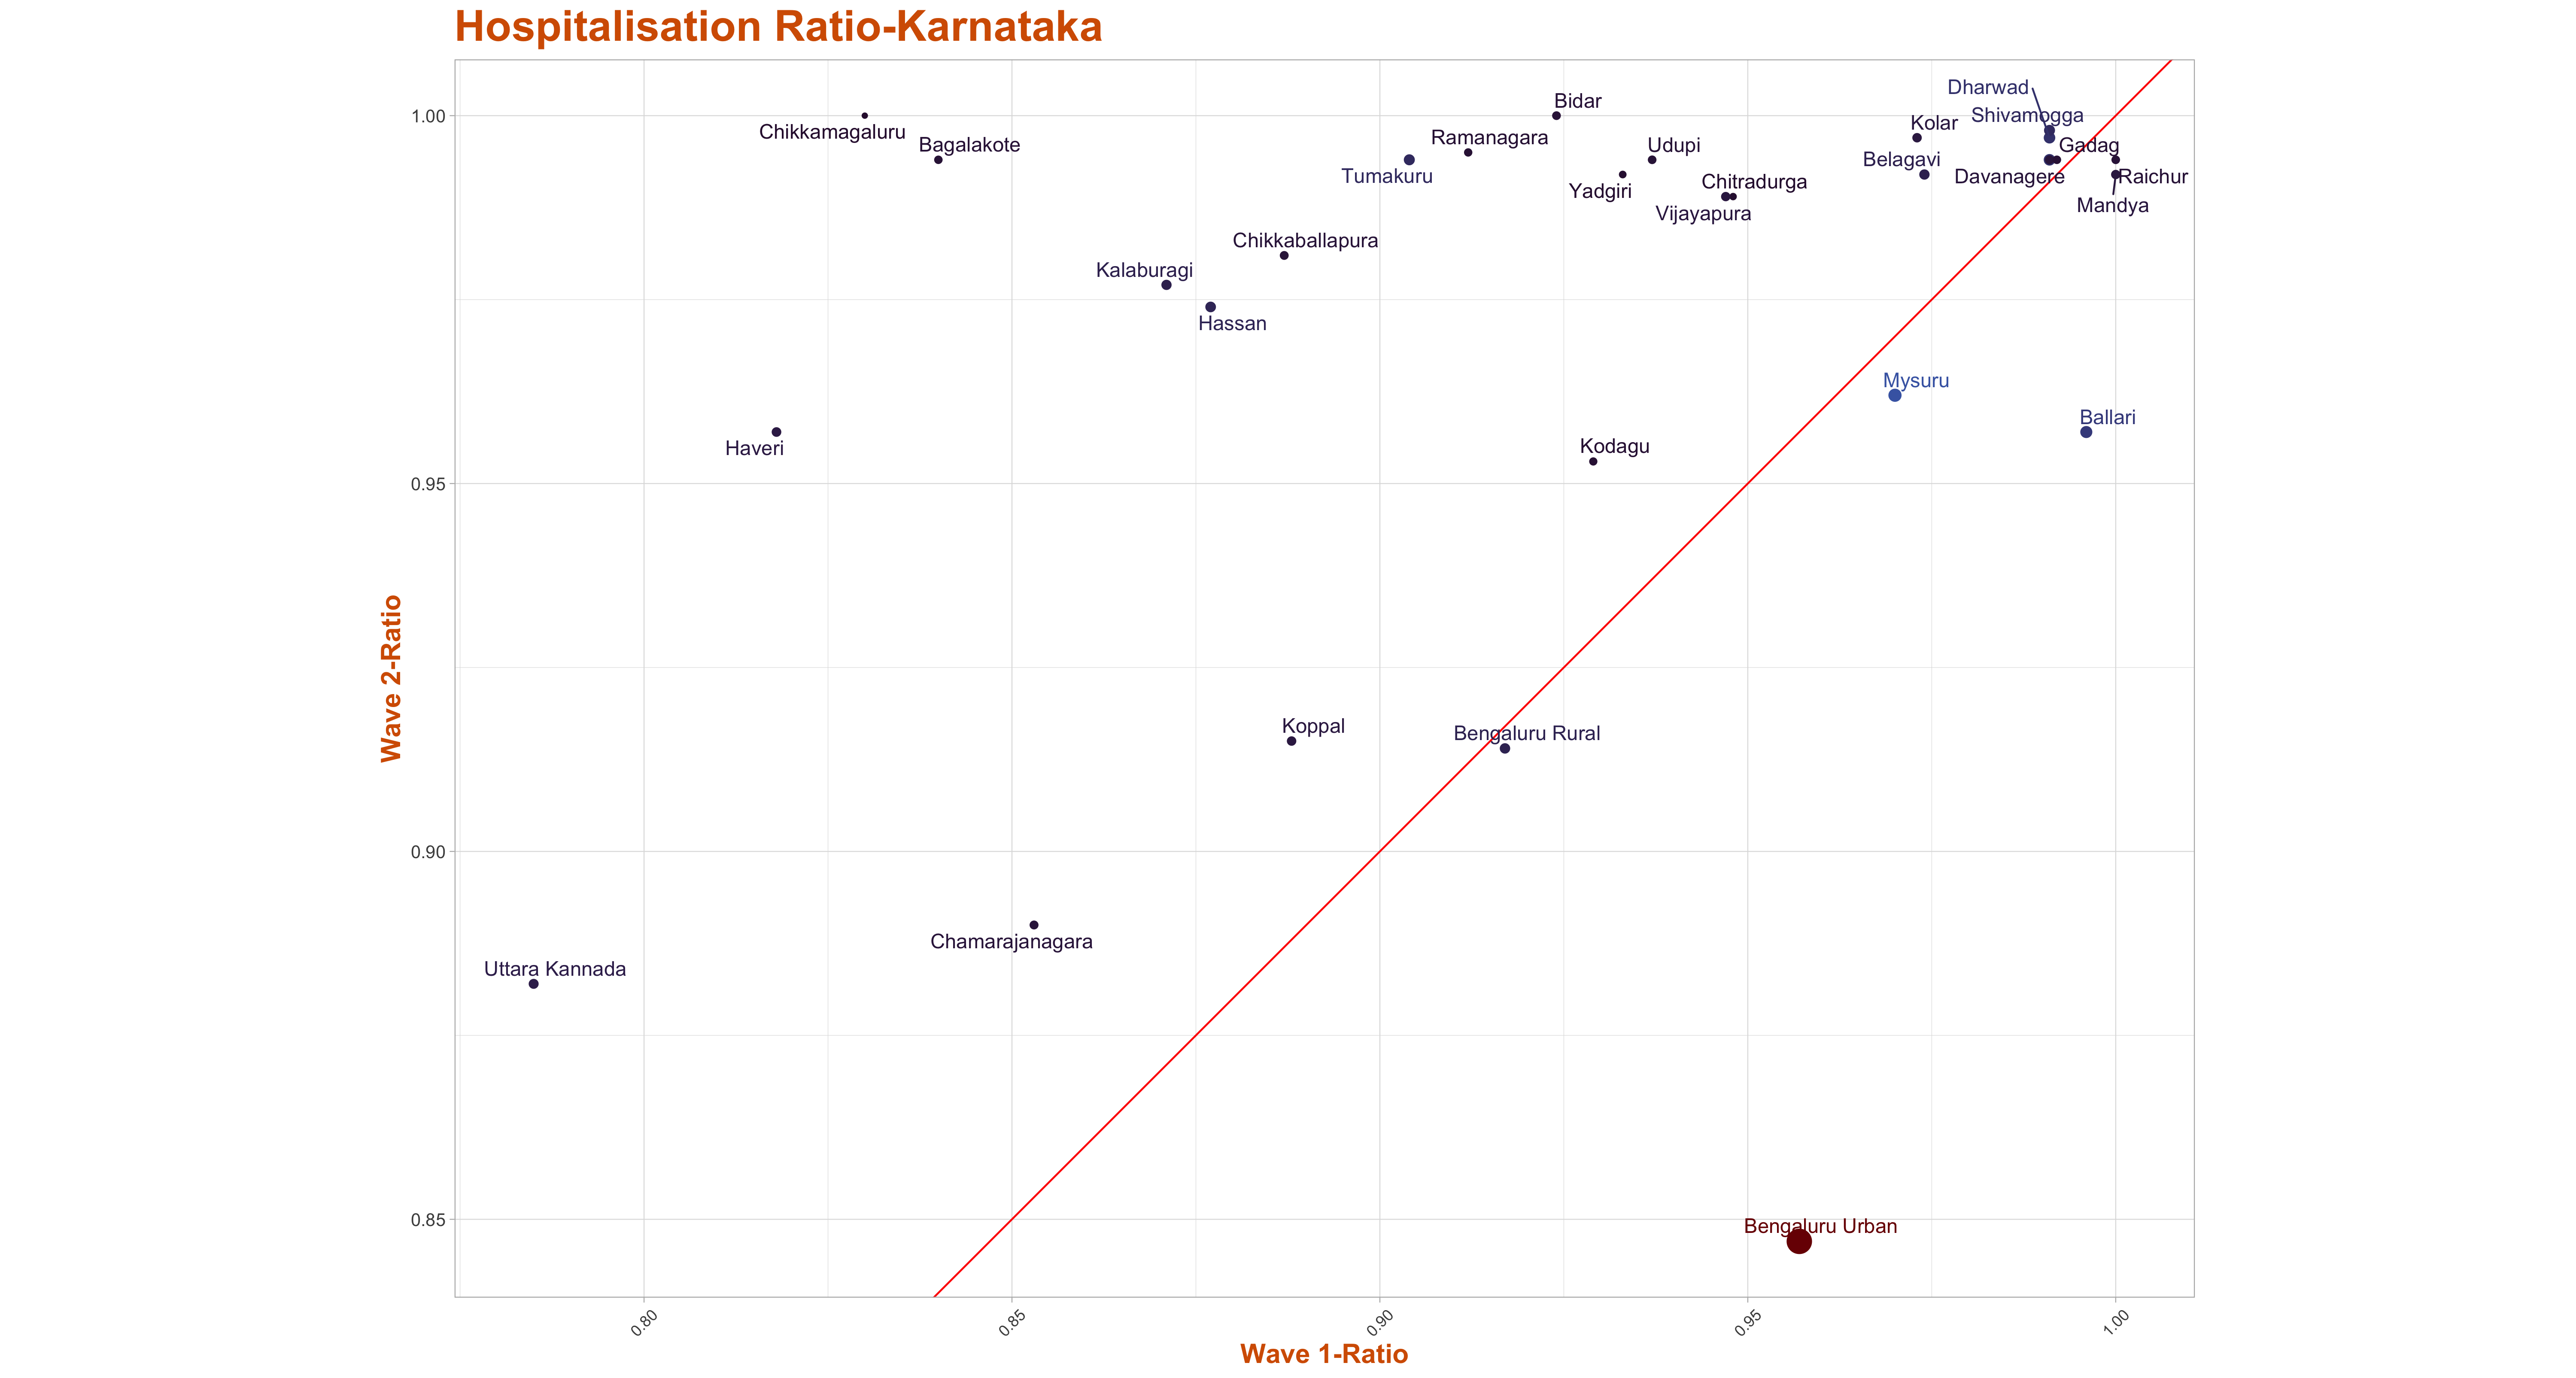 Hospitalisation Ratio-Karnataka
Dharwad
Bidar
1.00
Shivamogga
Kolar
Chikkamagaluru
Ramanagara
Bagalakote
Udupi
Gadag
Belagavi
Tumakuru
Davanagere
Raichur
Chitradurga
Yadgiri
Mandya
Vijayapura
Chikkaballapura
Kalaburagi
Hassan
Mysuru
Ballari
Haveri
Kodagu
0.95
Wave 2-Ratio
Koppal
Bengaluru Rural
0.90
Chamarajanagara
Uttara Kannada
0.85
Bengaluru Urban
0.80
0.85
0.90
0.95
1.00
Wave 1-Ratio